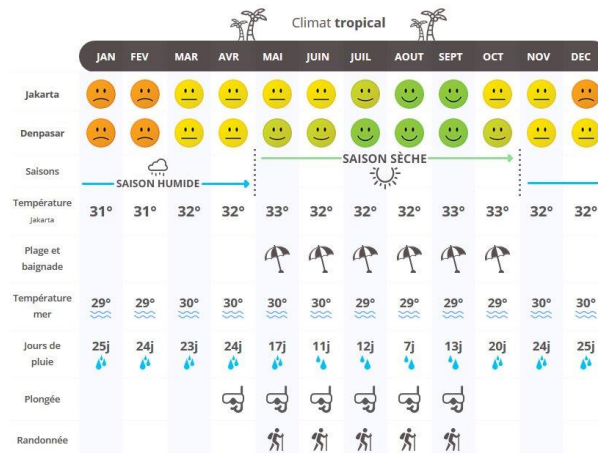 Climat tropical
JAN FEV MAR AVR MAI JUIN JUIL AOUT SEPT OCT NOV DEC
Jakarta
Denpasar
Saisons
SAISON HUMIDE
SAISON SÈCHE
Température
Jakarta
31° 31° 32° 32° 33° 32° 32° 32° 33° 33° 32° 32°
Plage et
baignade
Température
mer
29° 29° 30° 30° 30° 30° 29° 29° 29° 29° 30° 30°
Jours de
pluie
25j 24j 23j 24j 17j 11j 12j 7j 13j 20j 24j 25j
Plongée
Randonnée